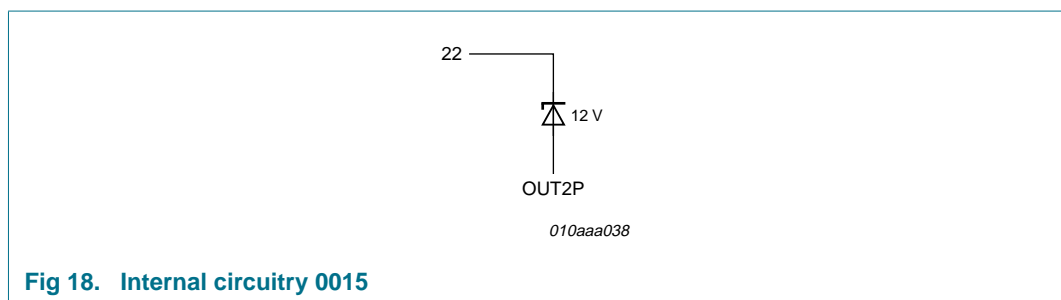 22
12 V
OUT2P
010aaa038
Fig 18. Internal circuitry 0015